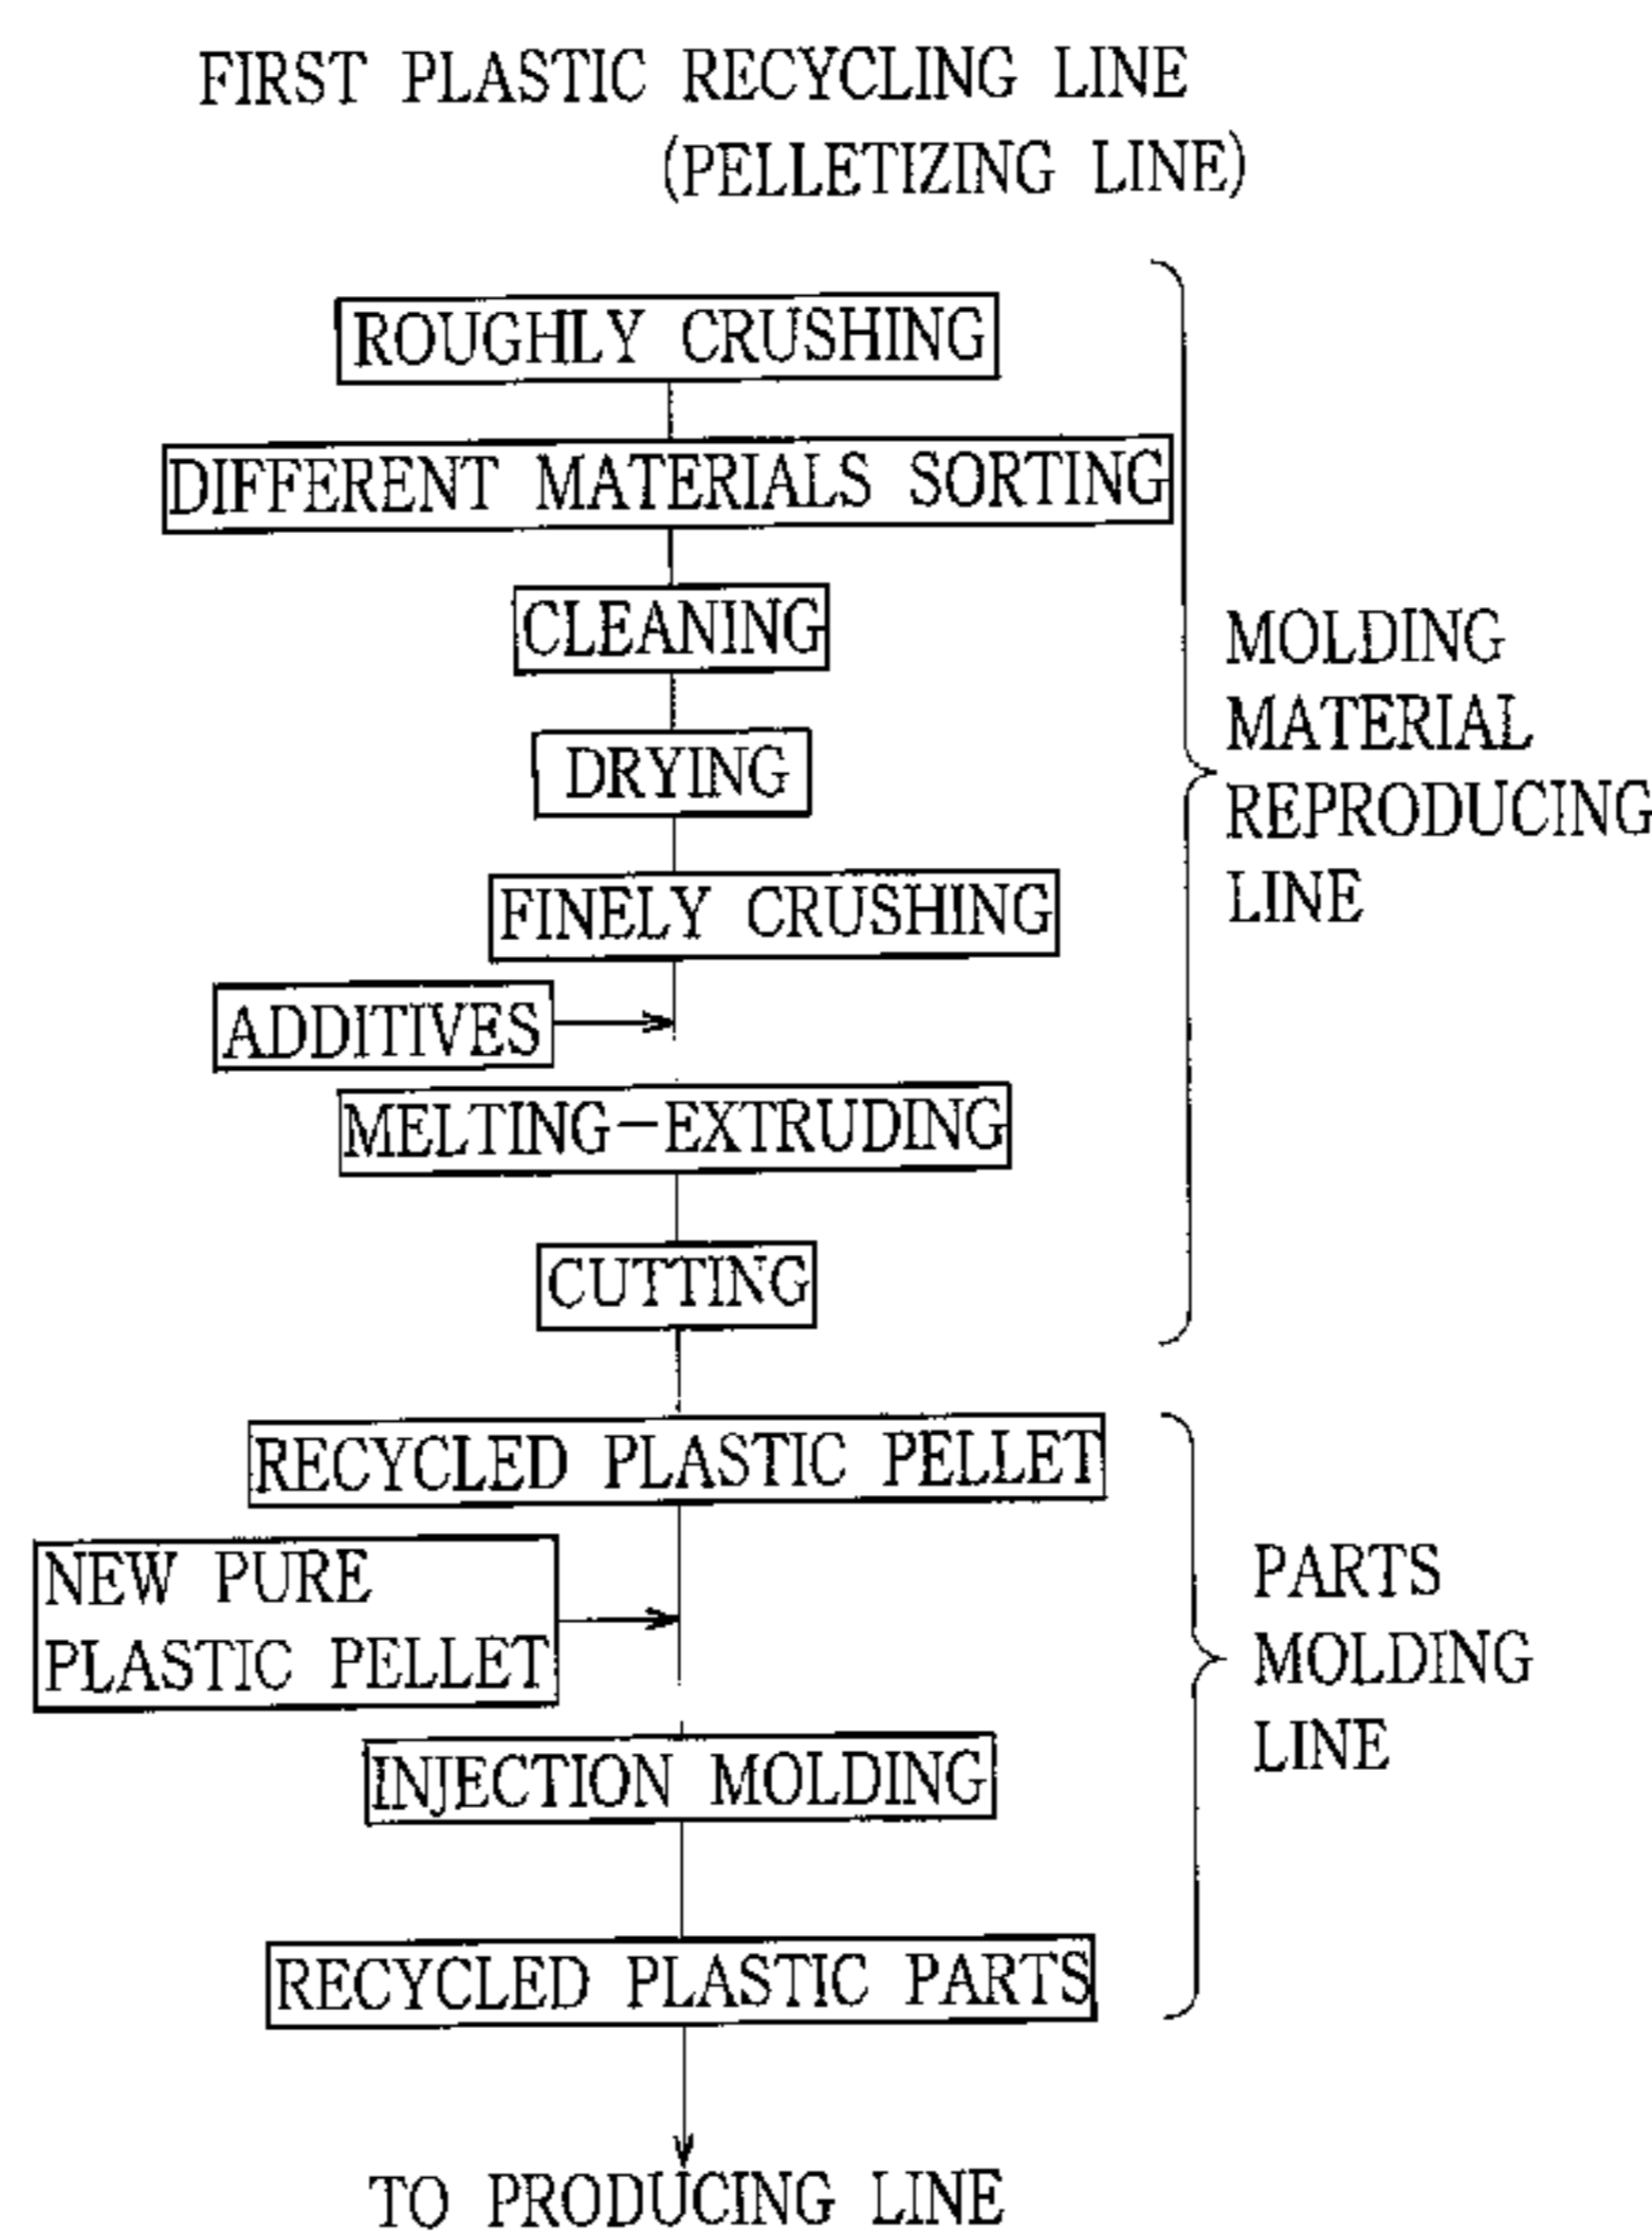 FIRST PLASTIC RECYCLING LINE
(PELLETIZING LINE)
ROUGHLY CRUSHING
DIFFERENT MATERIALS SORTING
CLEANING
DRYING
FINELY CRUSHING
ADDITIVES
MELTING-EXTRUDING
CUTTING
MOLDING
MATERIAL
REPRODUCING
LINE
RECYCLED PLASTIC PELLET
NEW PURE
PLASTIC PELLET
INJECTION MOLDING
RECYCLED PLASTIC PARTS
PARTS
MOLDING
LINE
TO PRODUCING LINE